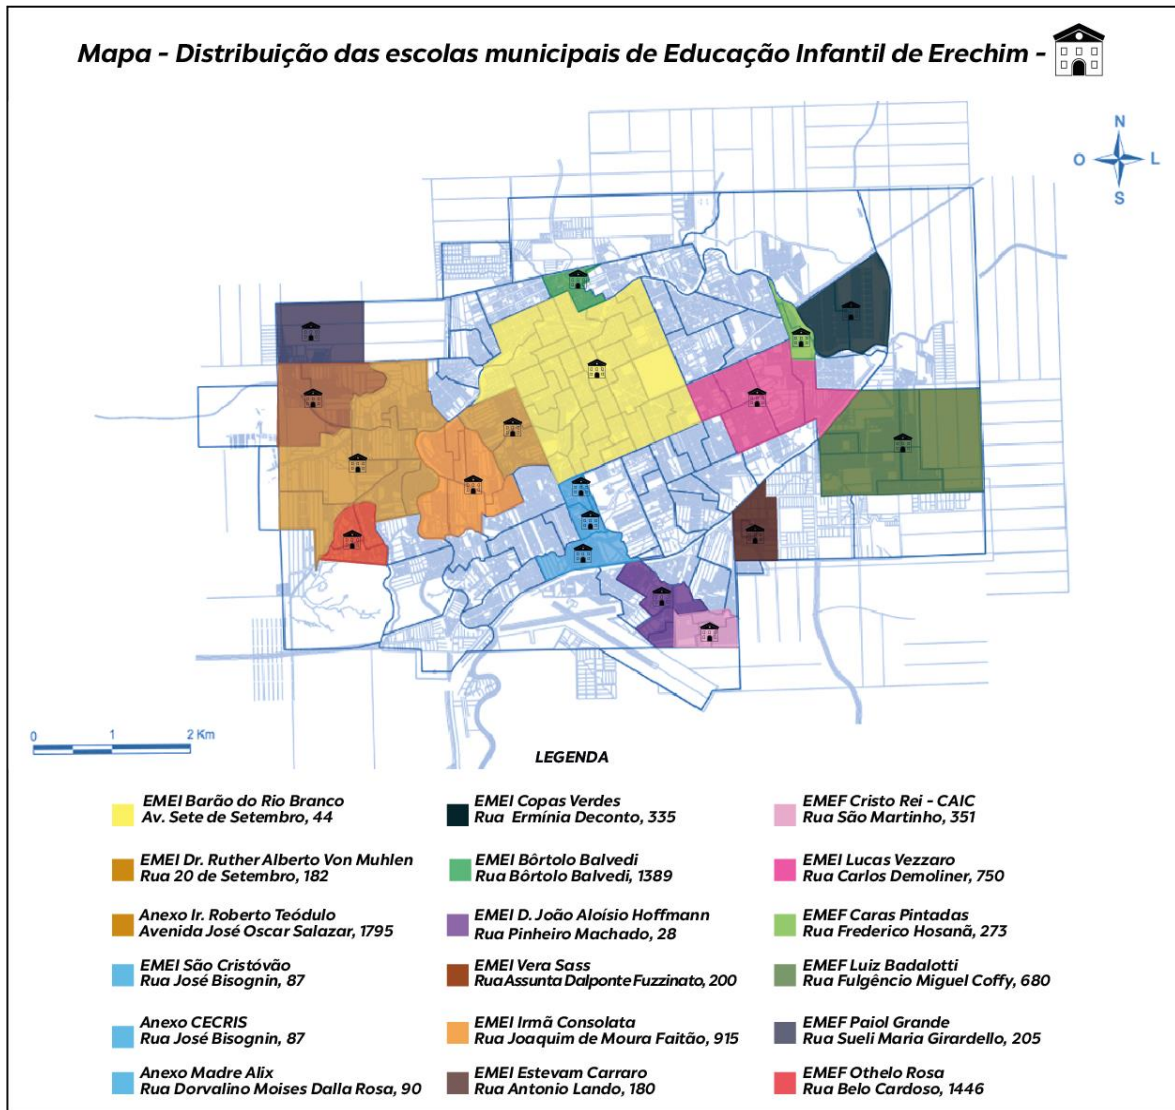 Mapa - Distribuição das escolas municipais de Educação Infantil de Erechim -
N
O
L
S
0
1
2 Km
LEGENDA
EMEI Barão do Rio Branco
Av. Sete de Setembro, 44
EMEI Dr. Ruther Alberto Von Muhlen
Rua 20 de Setembro, 182
Anexo Ir. Roberto Teódulo
Avenida José Oscar Salazar, 1795
EMEI São Cristóvão
Rua José Bisognin, 87
Anexo CECRIS
Rua José Bisognin, 87
Anexo Madre Alix
Rua Dorvalino Moises Dalla Rosa, 90
EMEI Copas Verdes
Rua Ermínia Deconto, 335
EMEI Bôrtolo Balvedi
Rua Bôrtolo Balvedi, 1389
EMEI D. João Aloísio Hoffmann
Rua Pinheiro Machado, 28
EMEI Vera Sass
Rua Assunta Dalponte Fuzzinato, 200
EMEI Irmã Consolata
Rua Joaquim de Moura Faitão, 915
EMEI Estevam Carraro
Rua Antonio Lando, 180
EMEF Cristo Rei - CAIC
Rua São Martinho, 351
EMEI Lucas Vezzaro
Rua Carlos Demoliner, 750
EMEF Caras Pintadas
Rua Frederico Hosanã, 273
EMEF Luiz Badalotti
Rua Fulgêncio Miguel Coffy, 680
EMEF Paiol Grande
Rua Sueli Maria Girardello, 205
EMEF Othelo Rosa
Rua Belo Cardoso, 1446